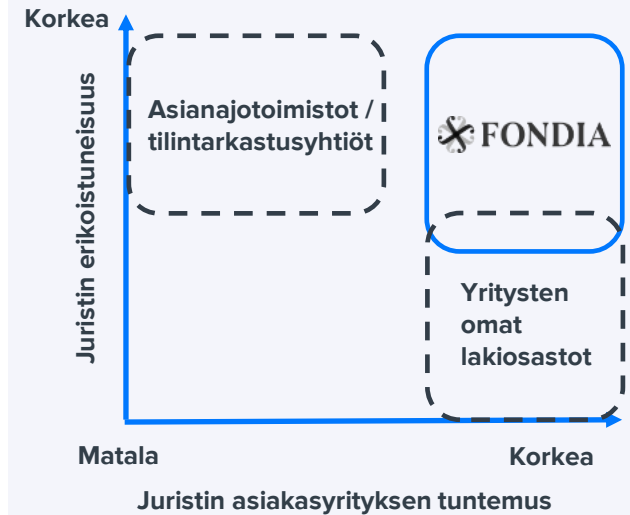 Korkea
Juristin erikoistuneisuus
Asianajotoimistot /
tilintarkastusyhtiöt
FONDIA
Yritysten
omat
lakiosastot
Matala
Korkea
Juristin asiakasyrityksen tuntemus